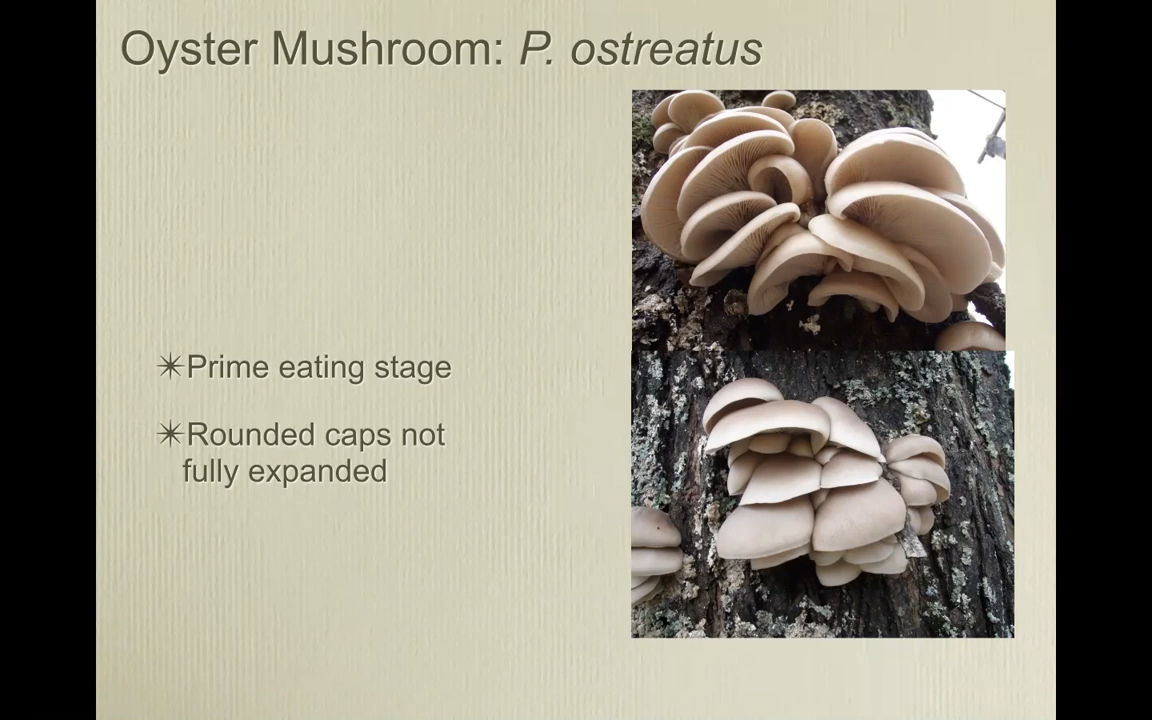 Oyster Mushroom: P. ostreatus
✴Prime eating stage
✴Rounded caps not
fully expanded